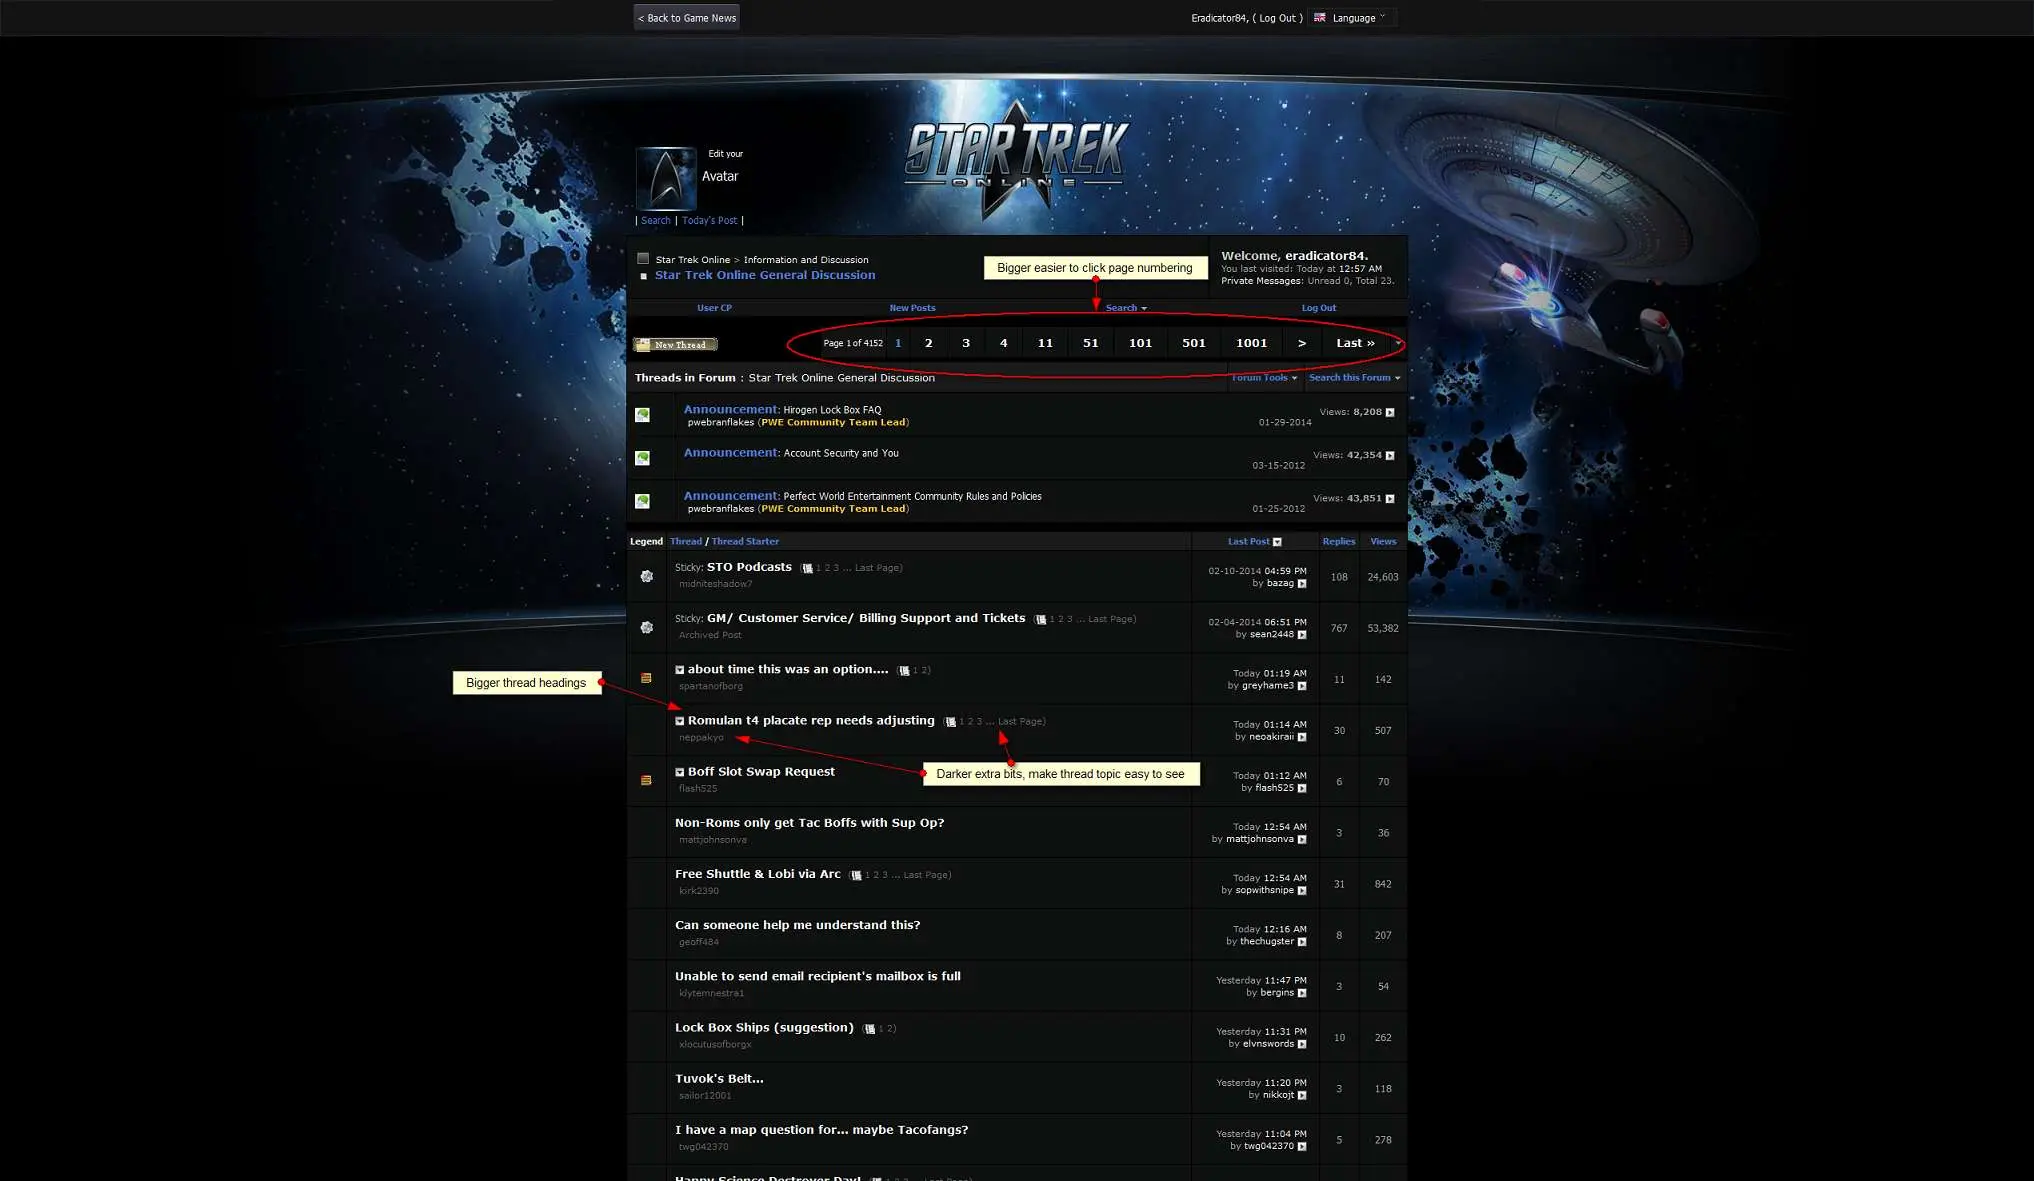 < Back to Game News
Eradicator84, ( Log Out ) Language
Edit your
Avatar
STAR TREK
ONLINE
| Search | Today's Post |
Star Trek Online > Information and Discussion
Star Trek Online General Discussion
Bigger easier to click page numbering
Welcome, eradicator84.
You last visited: Today at 12:57 AM
Private Messages: Unread 0, Total 23.
User CP New Posts Search Log Out
New Thread
Page 1 of 4152 1 2 3 4 11 51 101 501 1001 > Last »
Threads in Forum : Star Trek Online General Discussion
Forum Tools Search this Forum
Announcement: Hirogen Lock Box FAQ
Views: 8,208
pwebranflakes (PWE Community Team Lead)
01-29-2014
Announcement: Account Security and You
Views: 42,354
03-15-2012
Announcement: Perfect World Entertainment Community Rules and Policies
Views: 43,851
pwebranflakes (PWE Community Team Lead)
01-25-2012
Legend Thread / Thread Starter Last Post Replies Views
Sticky: STO Podcasts ( 1 2 3 ... Last Page)
midniteshadow7
02-10-2014 04:59 PM
by bazag
108 24,603
Sticky: GM/ Customer Service/ Billing Support and Tickets ( 1 2 3 ... Last Page)
Archived Post
02-04-2014 06:51 PM
by sean2448
767 53,382
Bigger thread headings
about time this was an option.... ( 1 2)
spartanofborg
Today 01:19 AM
by greyhame3
11 142
Romulan t4 placate rep needs adjusting ( 1 2 3 ... Last Page)
neppakyo
Today 01:14 AM
by neoakiraii
30 507
Darker extra bits, make thread topic easy to see
Boff Slot Swap Request
flash525
Today 01:12 AM
by flash525
6 70
Non-Roms only get Tac Boffs with Sup Op?
mattjohnsonva
Today 12:54 AM
by mattjohnsonva
3 36
Free Shuttle & Lobi via Arc ( 1 2 3 ... Last Page)
kirk2390
Today 12:54 AM
by sopwithsnipe
31 842
Can someone help me understand this?
geoff484
Today 12:16 AM
by thechugster
8 207
Unable to send email recipient's mailbox is full
klytemnestra1
Yesterday 11:47 PM
by bergins
3 54
Lock Box Ships (suggestion) ( 1 2)
xlocutusofborgx
Yesterday 11:31 PM
by elvnswords
10 262
Tuvok's Belt...
sailor12001
Yesterday 11:20 PM
by nikkojt
3 118
I have a map question for... maybe Tacofangs?
twg042370
Yesterday 11:04 PM
by twg042370
5 278
Happy Science Destroyer Day! ( 1 2 3 ... Last Page)